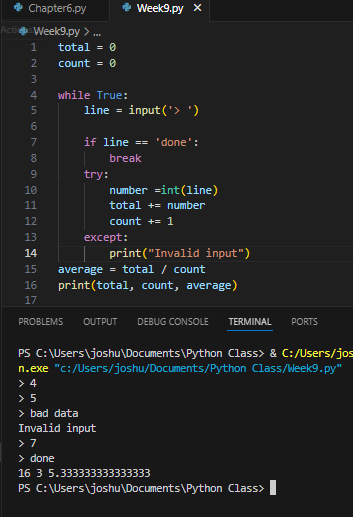 Chapter6.py Week9.py
Week9.py > ...
1 total = 0
2 count = 0
3
4 while True:
5 line = input('> ')
6
7 if line == 'done':
8 break
9 try:
10 number =int(line)
11 total += number
12 count += 1
13 except:
14 print("Invalid input")
15 average = total / count
16 print(total, count, average)
17
PROBLEMS OUTPUT DEBUG CONSOLE TERMINAL PORTS
PS C:\Users\joshu\Documents\Python Class> & C:/Users/jos
n.exe "c:/Users/joshu/Documents/Python Class/Week9.py"
> 4
> 5
> bad data
Invalid input
> 7
> done
16 3 5.333333333333333
PS C:\Users\joshu\Documents\Python Class>